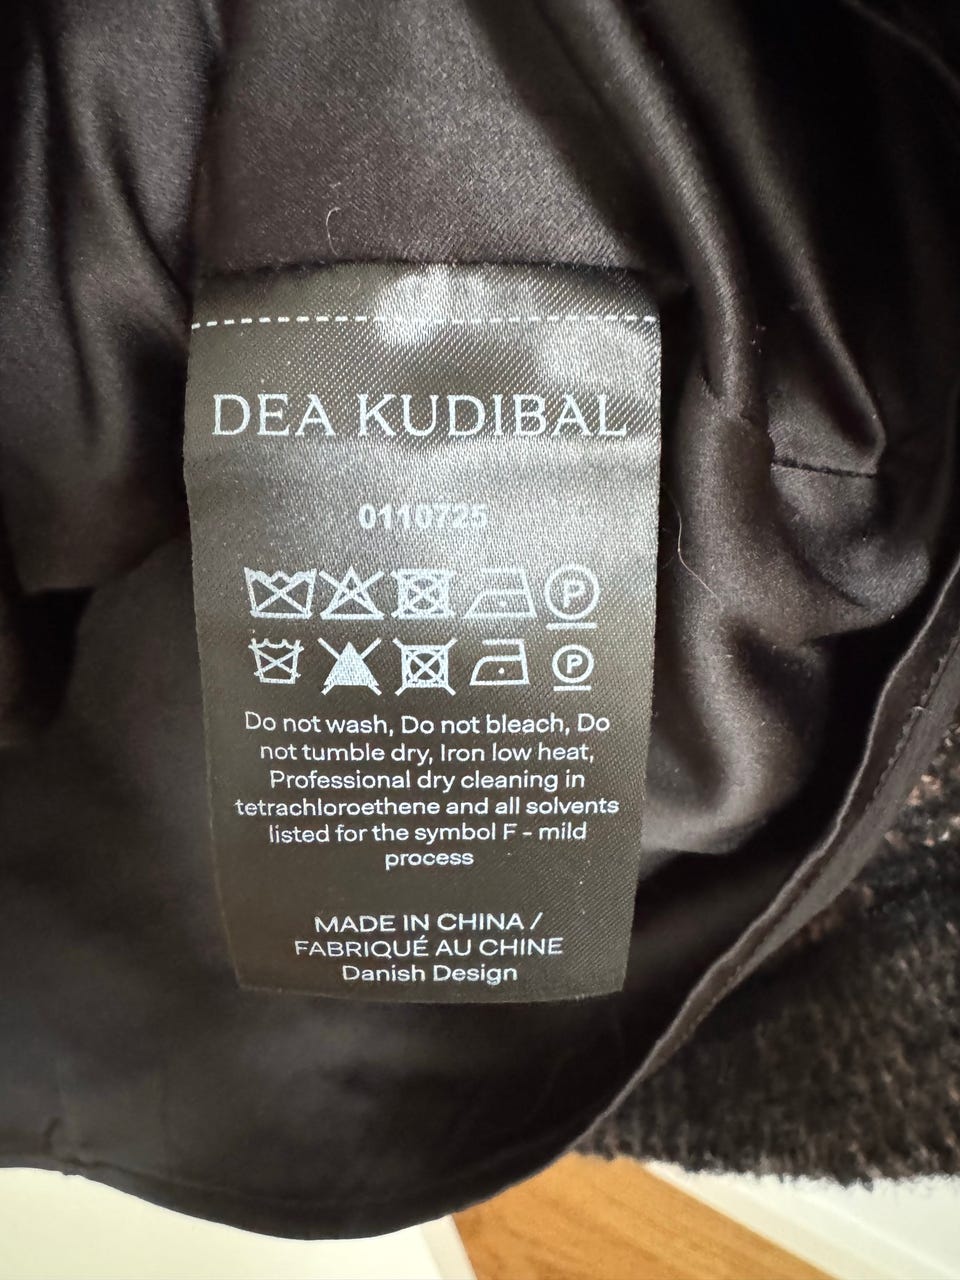 DEA KUDIBAL
0110725
P
P
Do not wash, Do not bleach, Do
not tumble dry, Iron low heat,
Professional dry cleaning in
tetrachloroethene and all solvents
listed for the symbol F - mild
process
MADE IN CHINA /
FABRIQUÉ AU CHINE
Danish Design